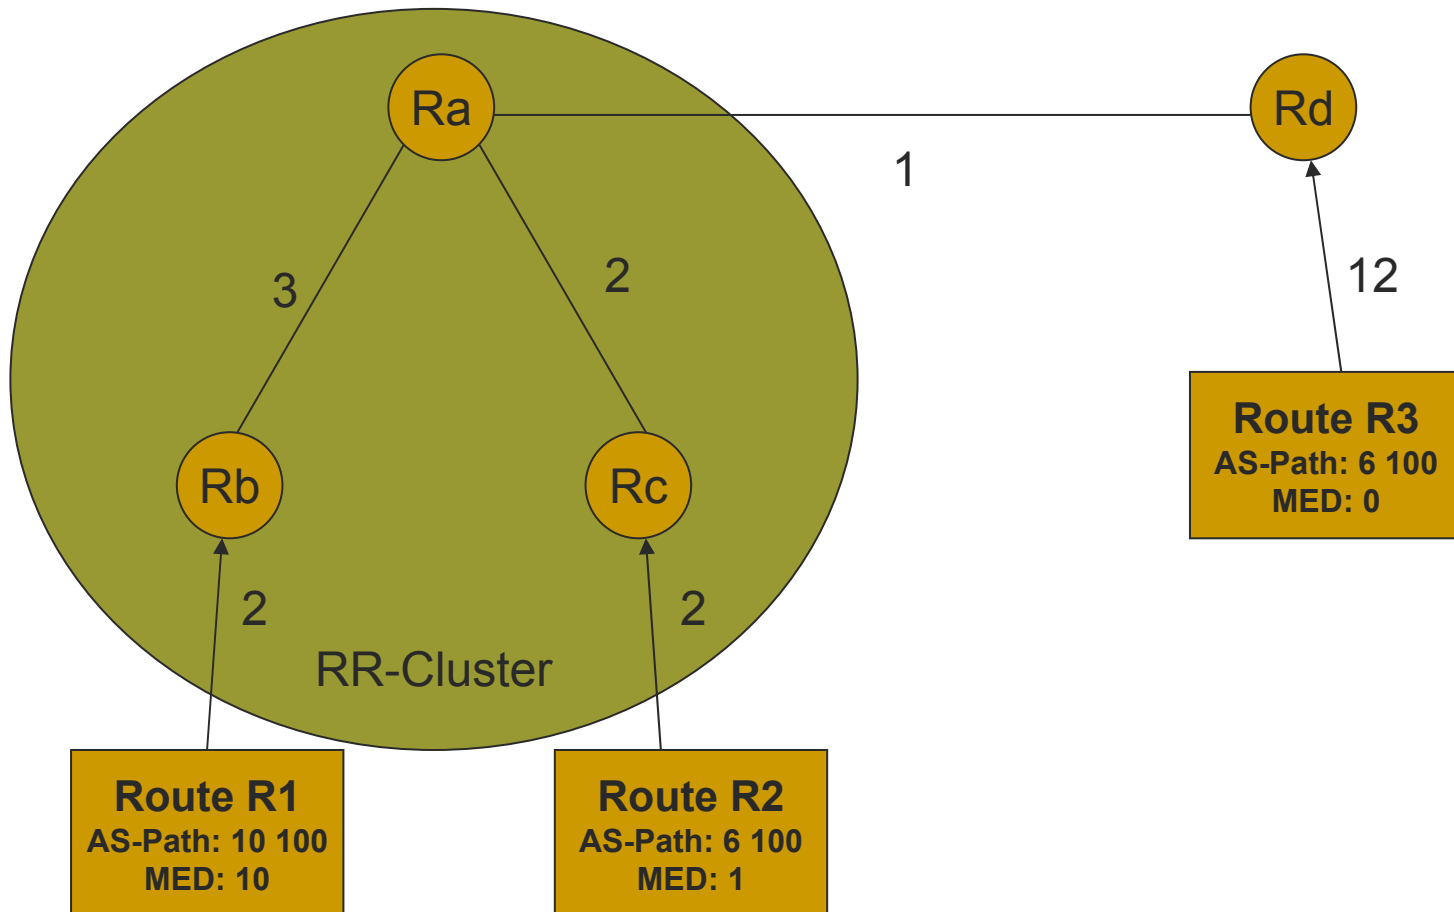 Ra
Rd
1
3
2
12
Route R3
AS-Path: 6 100
MED: 0
Rb
Rc
2
2
RR-Cluster
Route R1
AS-Path: 10 100
MED: 10
Route R2
AS-Path: 6 100
MED: 1